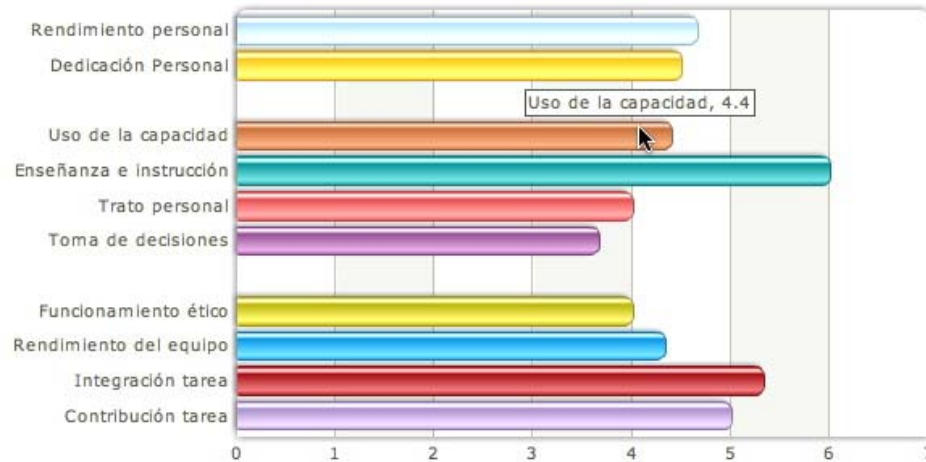 Rendimiento personal
Dedicación Personal
Uso de la capacidad, 4.4
Uso de la capacidad
Enseñanza e instrucción
Trato personal
Toma de decisiones
Funcionamiento ético
Rendimiento del equipo
Integración tarea
Contribución tarea
0 1 2 3 4 5 6 7